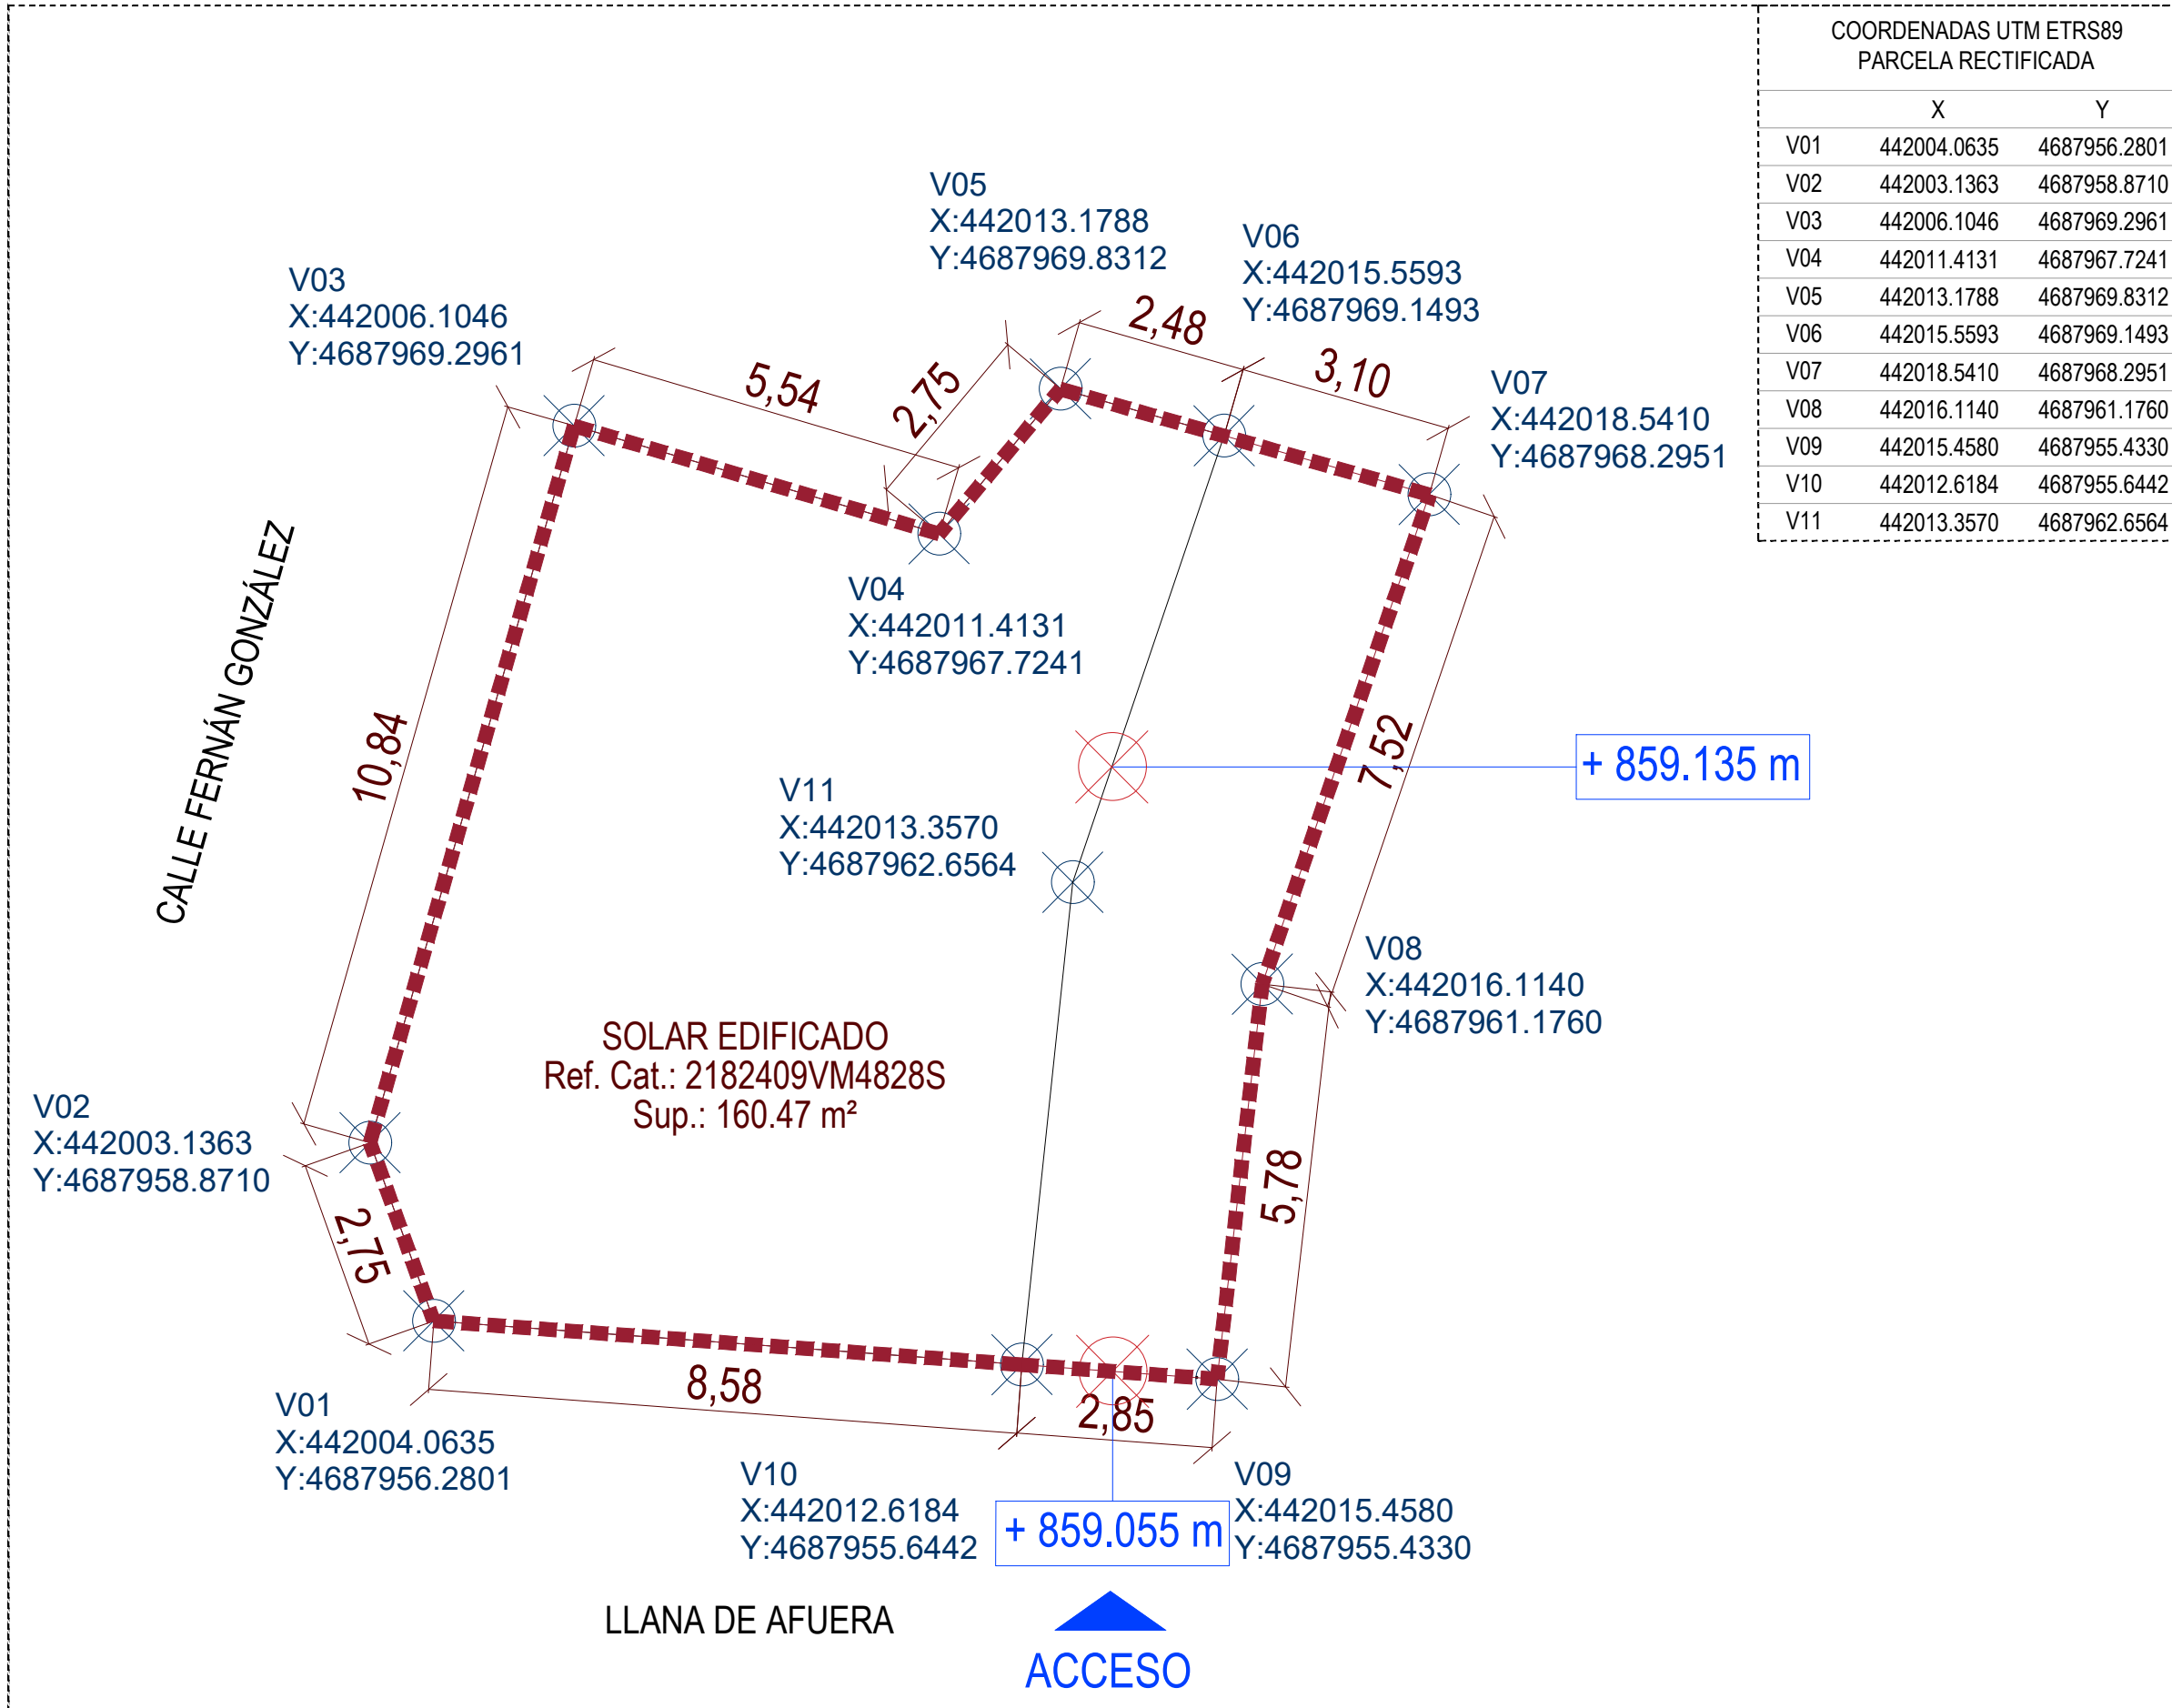 COORDENADAS UTM ETRS89
PARCELA RECTIFICADA
X Y
V01 442004.0635 4687956.2801
V02 442003.1363 4687958.8710
V03 442006.1046 4687969.2961
V04 442011.4131 4687967.7241
V05 442013.1788 4687969.8312
V06 442015.5593 4687969.1493
V07 442018.5410 4687968.2951
V08 442016.1140 4687961.1760
V09 442015.4580 4687955.4330
V10 442012.6184 4687955.6442
V11 442013.3570 4687962.6564
V05
X:442013.1788
Y:4687969.8312
V06
X:442015.5593
Y:4687969.1493
V03
X:442006.1046
Y:4687969.2961
2,48
3,10
5,54
2,75
V07
X:442018.5410
Y:4687968.2951
V04
X:442011.4131
Y:4687967.7241
CALLE FERNÁN GONZÁLEZ
10,84
7,52
+ 859.135 m
V11
X:442013.3570
Y:4687962.6564
V08
X:442016.1140
Y:4687961.1760
SOLAR EDIFICADO
Ref. Cat.: 2182409VM4828S
Sup.: 160.47 m²
V02
X:442003.1363
Y:4687958.8710
2,75
5,78
8,58
2,85
V01
X:442004.0635
Y:4687956.2801
V10
X:442012.6184
Y:4687955.6442
+ 859.055 m
V09
X:442015.4580
Y:4687955.4330
LLANA DE AFUERA
ACCESO